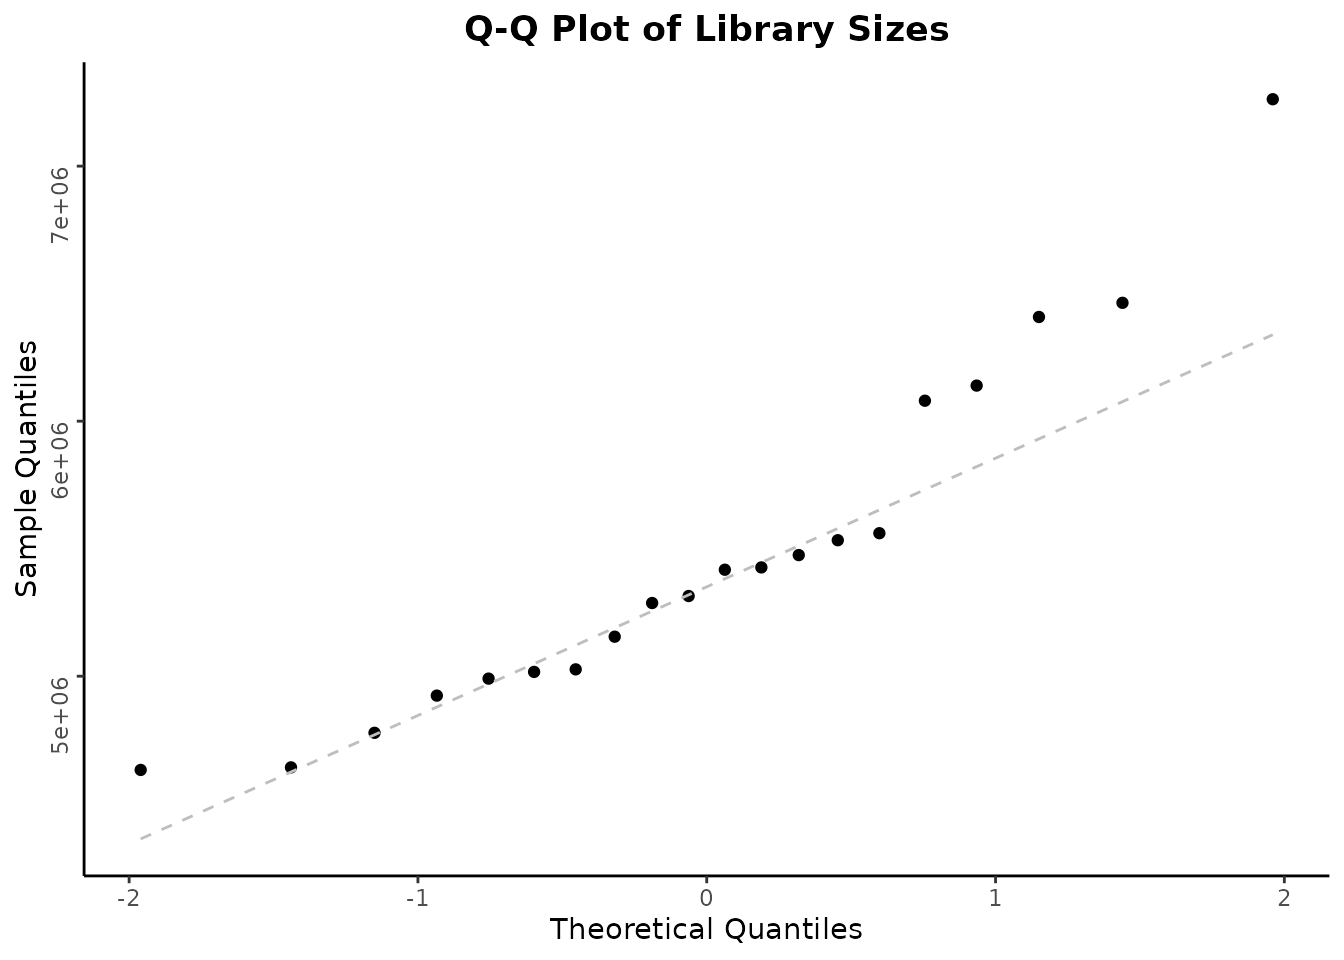 Q-Q Plot of Library Sizes
Sample Quantiles
7e+06
6e+06
5e+06
-2
-1
0
1
2
Theoretical Quantiles